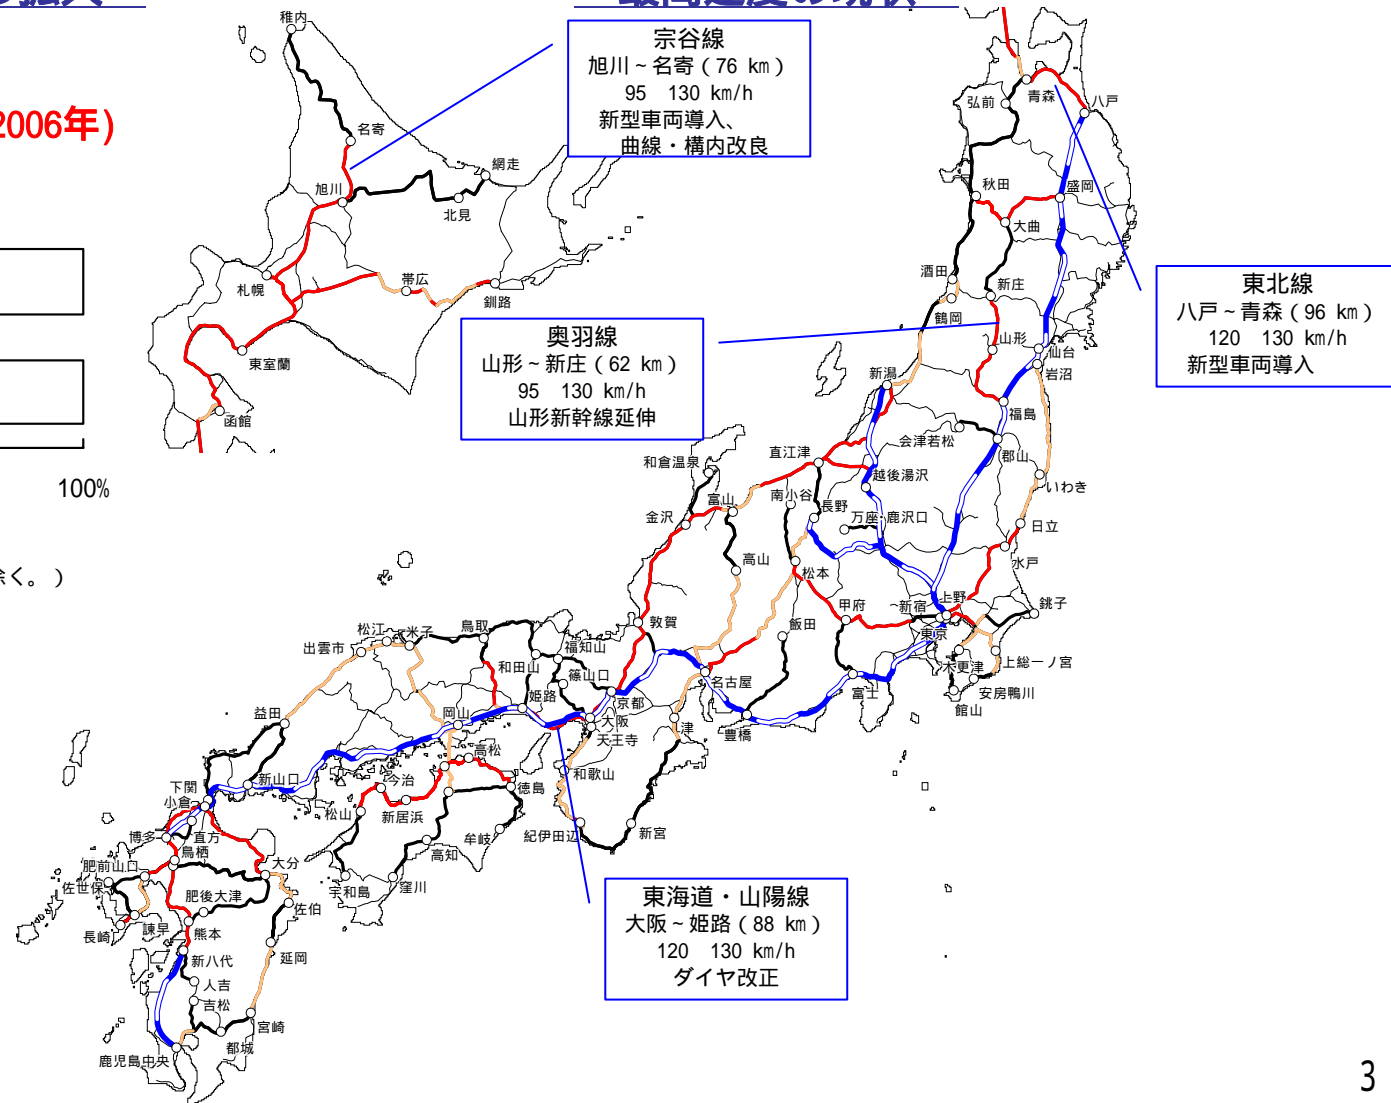 の拡大
最高速度の現状
2006年)
100%
除く。)
宗谷線
旭川~名寄(76 km)
95 130 km/h
新型車両導入、
曲線・構内改良
東北線
八戸~青森(96 km)
120 130 km/h
新型車両導入
奥羽線
山形~新庄(62 km)
95 130 km/h
山形新幹線延伸
東海道・山陽線
大阪~姫路(88 km)
120 130 km/h
ダイヤ改正
稚内
名寄
網走
旭川
北見
札幌
帯広
釧路
東室蘭
函館
青森
弘前
八戸
秋田
盛岡
大曲
酒田
新庄
鶴岡
山形
仙台
岩沼
新潟
福島
会津若松
郡山
直江津
越後湯沢
いわき
和倉温泉
富山
南小谷
長野
万座・鹿沢口
日立
金沢
水戸
高山
松本
甲府
新宿
上野
銚子
東京
敦賀
飯田
木更津
上総一ノ宮
安房鴨川
館山
富士
名古屋
豊橋
松江
米子
鳥取
出雲市
和田山
福知山
篠山口
姫路
京都
大阪
天王寺
津
益田
岡山
高松
和歌山
下関
新山口
小倉
今治
徳島
博多
直方
松山
新居浜
紀伊田辺
新宮
鳥栖
牟岐
高知
肥前山口
大分
佐世保
肥後大津
宇和島
窪川
佐伯
長崎
諫早
熊本
新八代
延岡
人吉
吉松
宮崎
都城
鹿児島中央
3